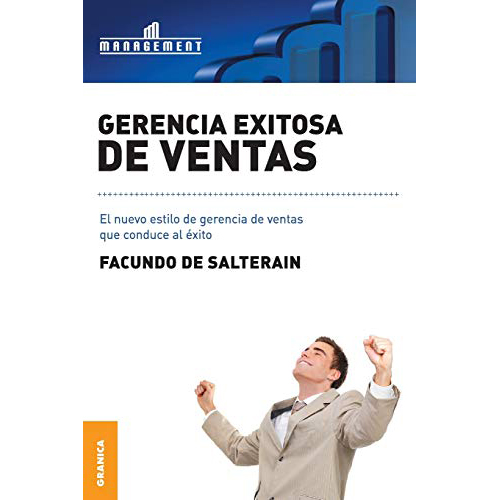 MANAGEMENT
GERENCIA EXITOSA
DE VENTAS
El nuevo estilo de gerencia de ventas
que conduce al éxito
FACUNDO DE SALTERAIN
GRANICA